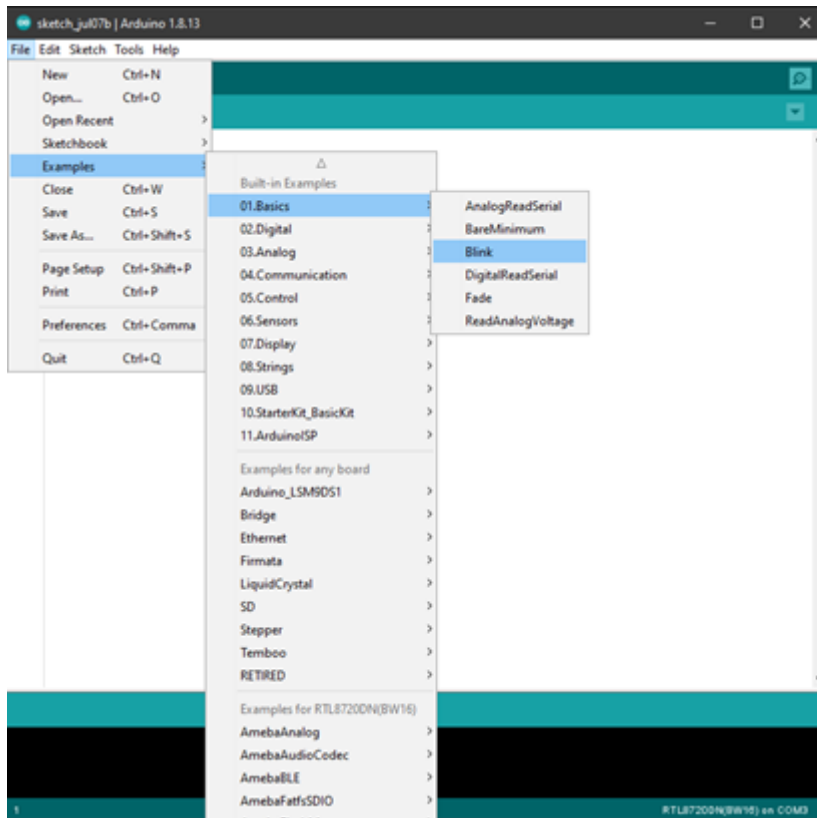 sketch_jul07b | Arduino 1.8.13
File Edit Sketch Tools Help
New Ctrl+N
Open... Ctrl+O
Open Recent
Sketchbook
Examples
Close Ctrl+W
Save Ctrl+S
Save As... Ctrl+Shift+S
Page Setup Ctrl+Shift+P
Print Ctrl+P
Preferences Ctrl+Comma
Quit Ctrl+Q
Built-in Examples
01.Basics
02.Digital
03.Analog
04.Communication
05.Control
06.Sensors
07.Display
08.Strings
09.USB
10.StarterKit_BasicKit
11.ArduinoISP
Examples for any board
Arduino_LSM9DS1
Bridge
Ethernet
Firmata
LiquidCrystal
SD
Stepper
Temboo
RETIRED
Examples for RTL8720DN(BW16)
AmebaAnalog
AmebaAudioCodec
AmebaBLE
AmebaFatfsSDIO
AnalogReadSerial
BareMinimum
Blink
DigitalReadSerial
Fade
ReadAnalogVoltage
1 RTL8720DN(BW16) on COM3